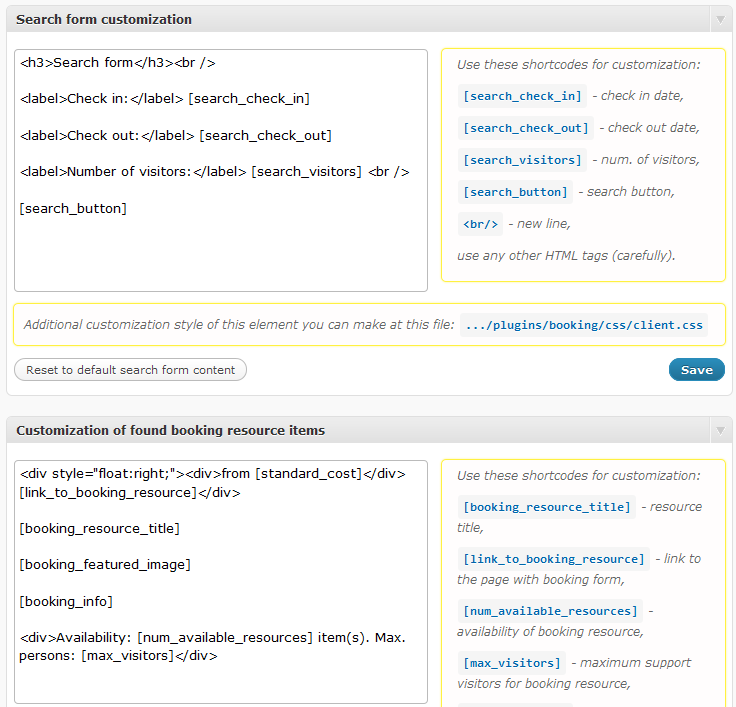 Search form customization
<h3>Search form</h3><br />
<label>Check in:</label> [search_check_in]
<label>Check out:</label> [search_check_out]
<label>Number of visitors:</label> [search_visitors] <br />
[search_button]
Use these shortcodes for customization:
[search_check_in] - check in date,
[search_check_out] - check out date,
[search_visitors] - num. of visitors,
[search_button] - search button,
<br/> - new line,
use any other HTML tags (carefully).
Additional customization style of this element you can make at this file: .../plugins/booking/css/client.css
Reset to default search form content
Save
Customization of found booking resource items
<div style="float:right;"><div>from [standard_cost]</div>
[link_to_booking_resource]</div>
[booking_resource_title]
[booking_featured_image]
[booking_info]
<div>Availability: [num_available_resources] item(s). Max.
persons: [max_visitors]</div>
Use these shortcodes for customization:
[booking_resource_title] - resource
title,
[link_to_booking_resource] - link to
the page with booking form,
[num_available_resources] -
availability of booking resource,
[max_visitors] - maximum support
visitors for booking resource,